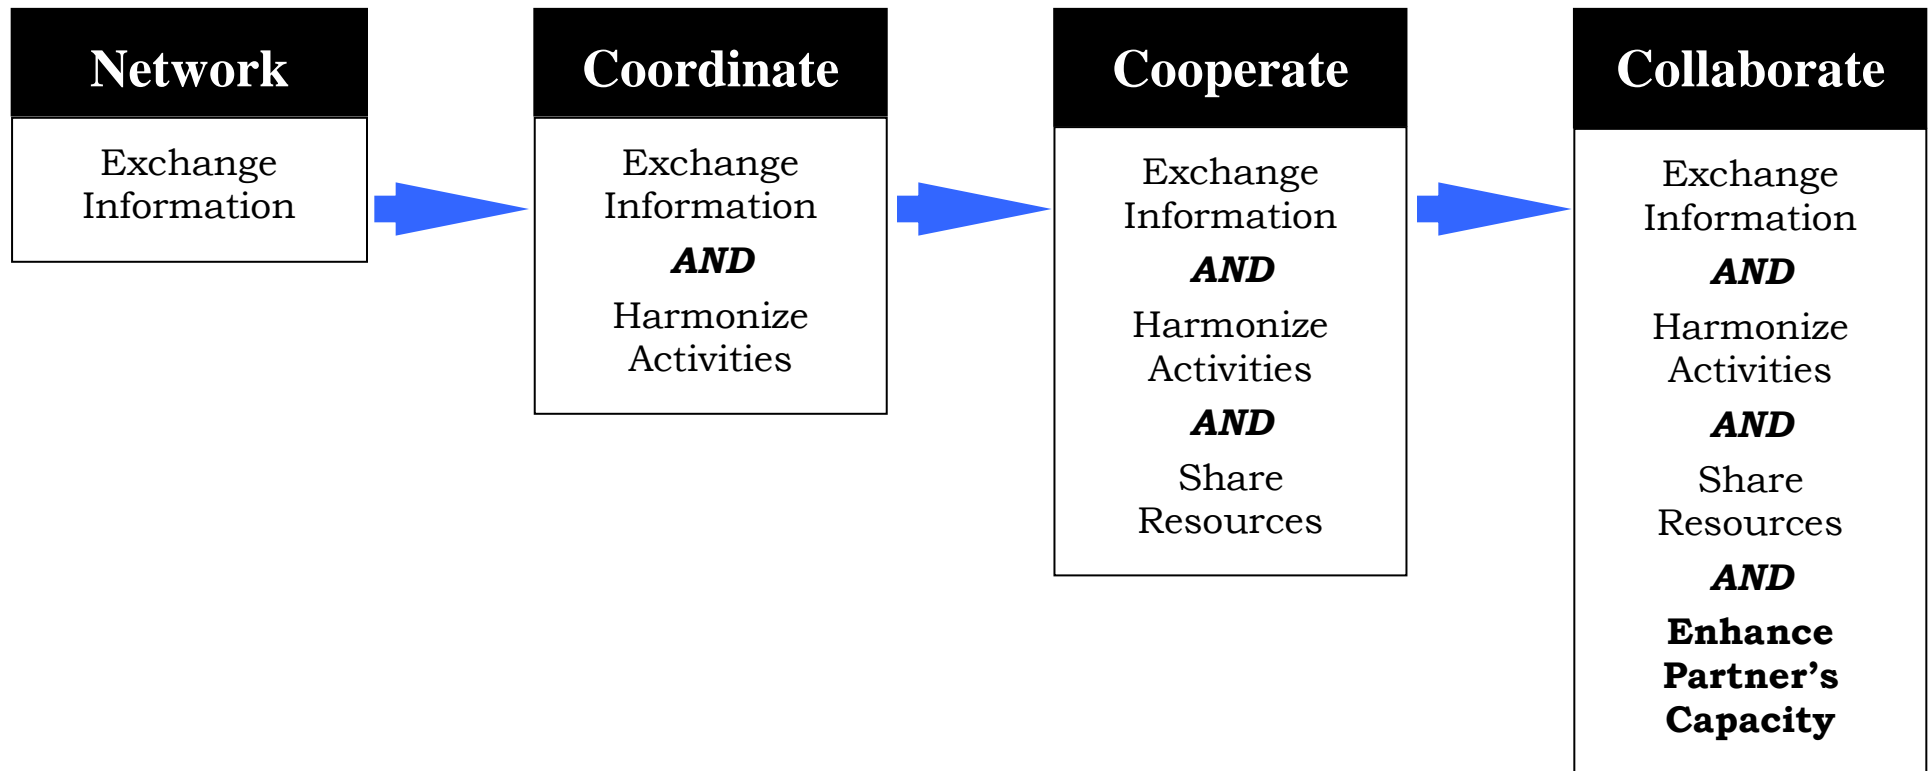 Network
Exchange
Information
Coordinate
Exchange
Information
AND
Harmonize
Activities
Cooperate
Exchange
Information
AND
Harmonize
Activities
AND
Share
Resources
Collaborate
Exchange
Information
AND
Harmonize
Activities
AND
Share
Resources
AND
Enhance
Partner’s
Capacity